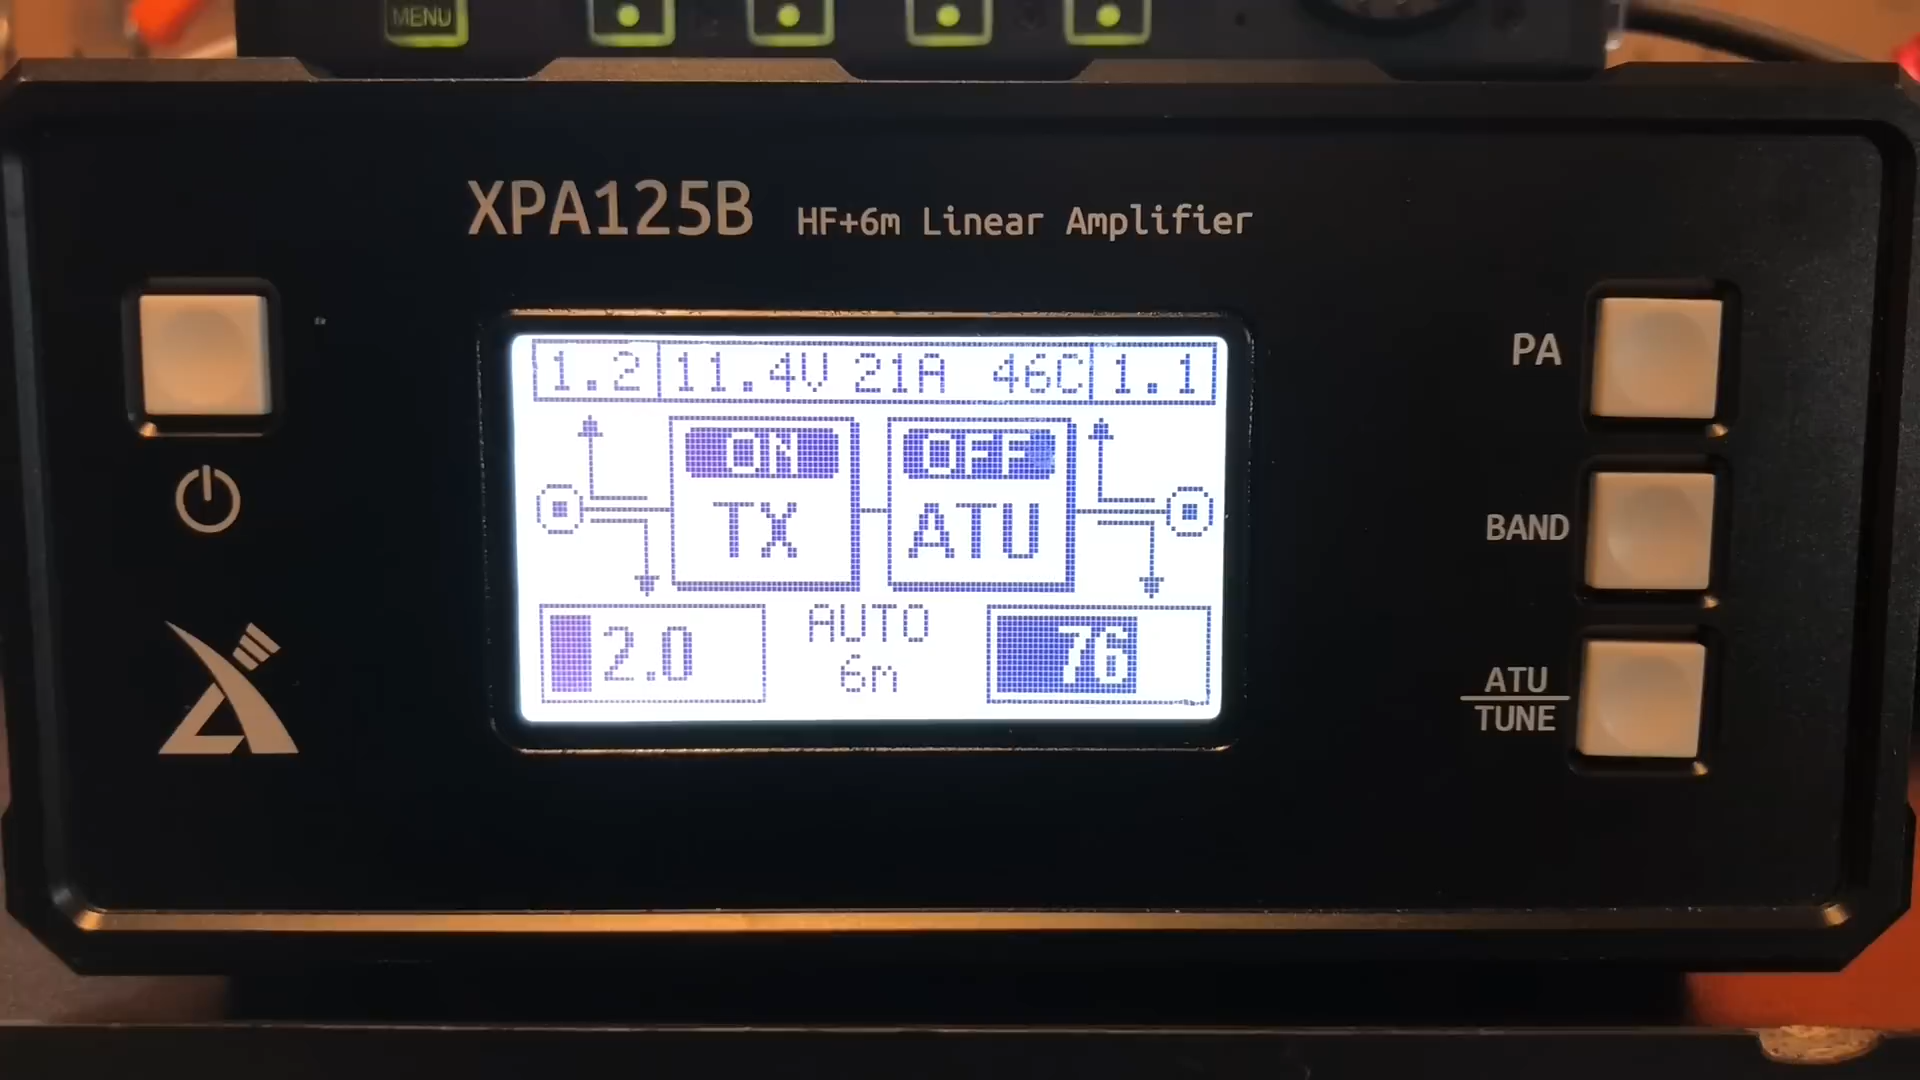 MENU
XPA125B HF+6m Linear Amplifier
1.2 11.4V 21A 46C 1.1
ON OFF
TX ATU
2.0 AUTO 76
6m
PA
BAND
ATU
TUNE